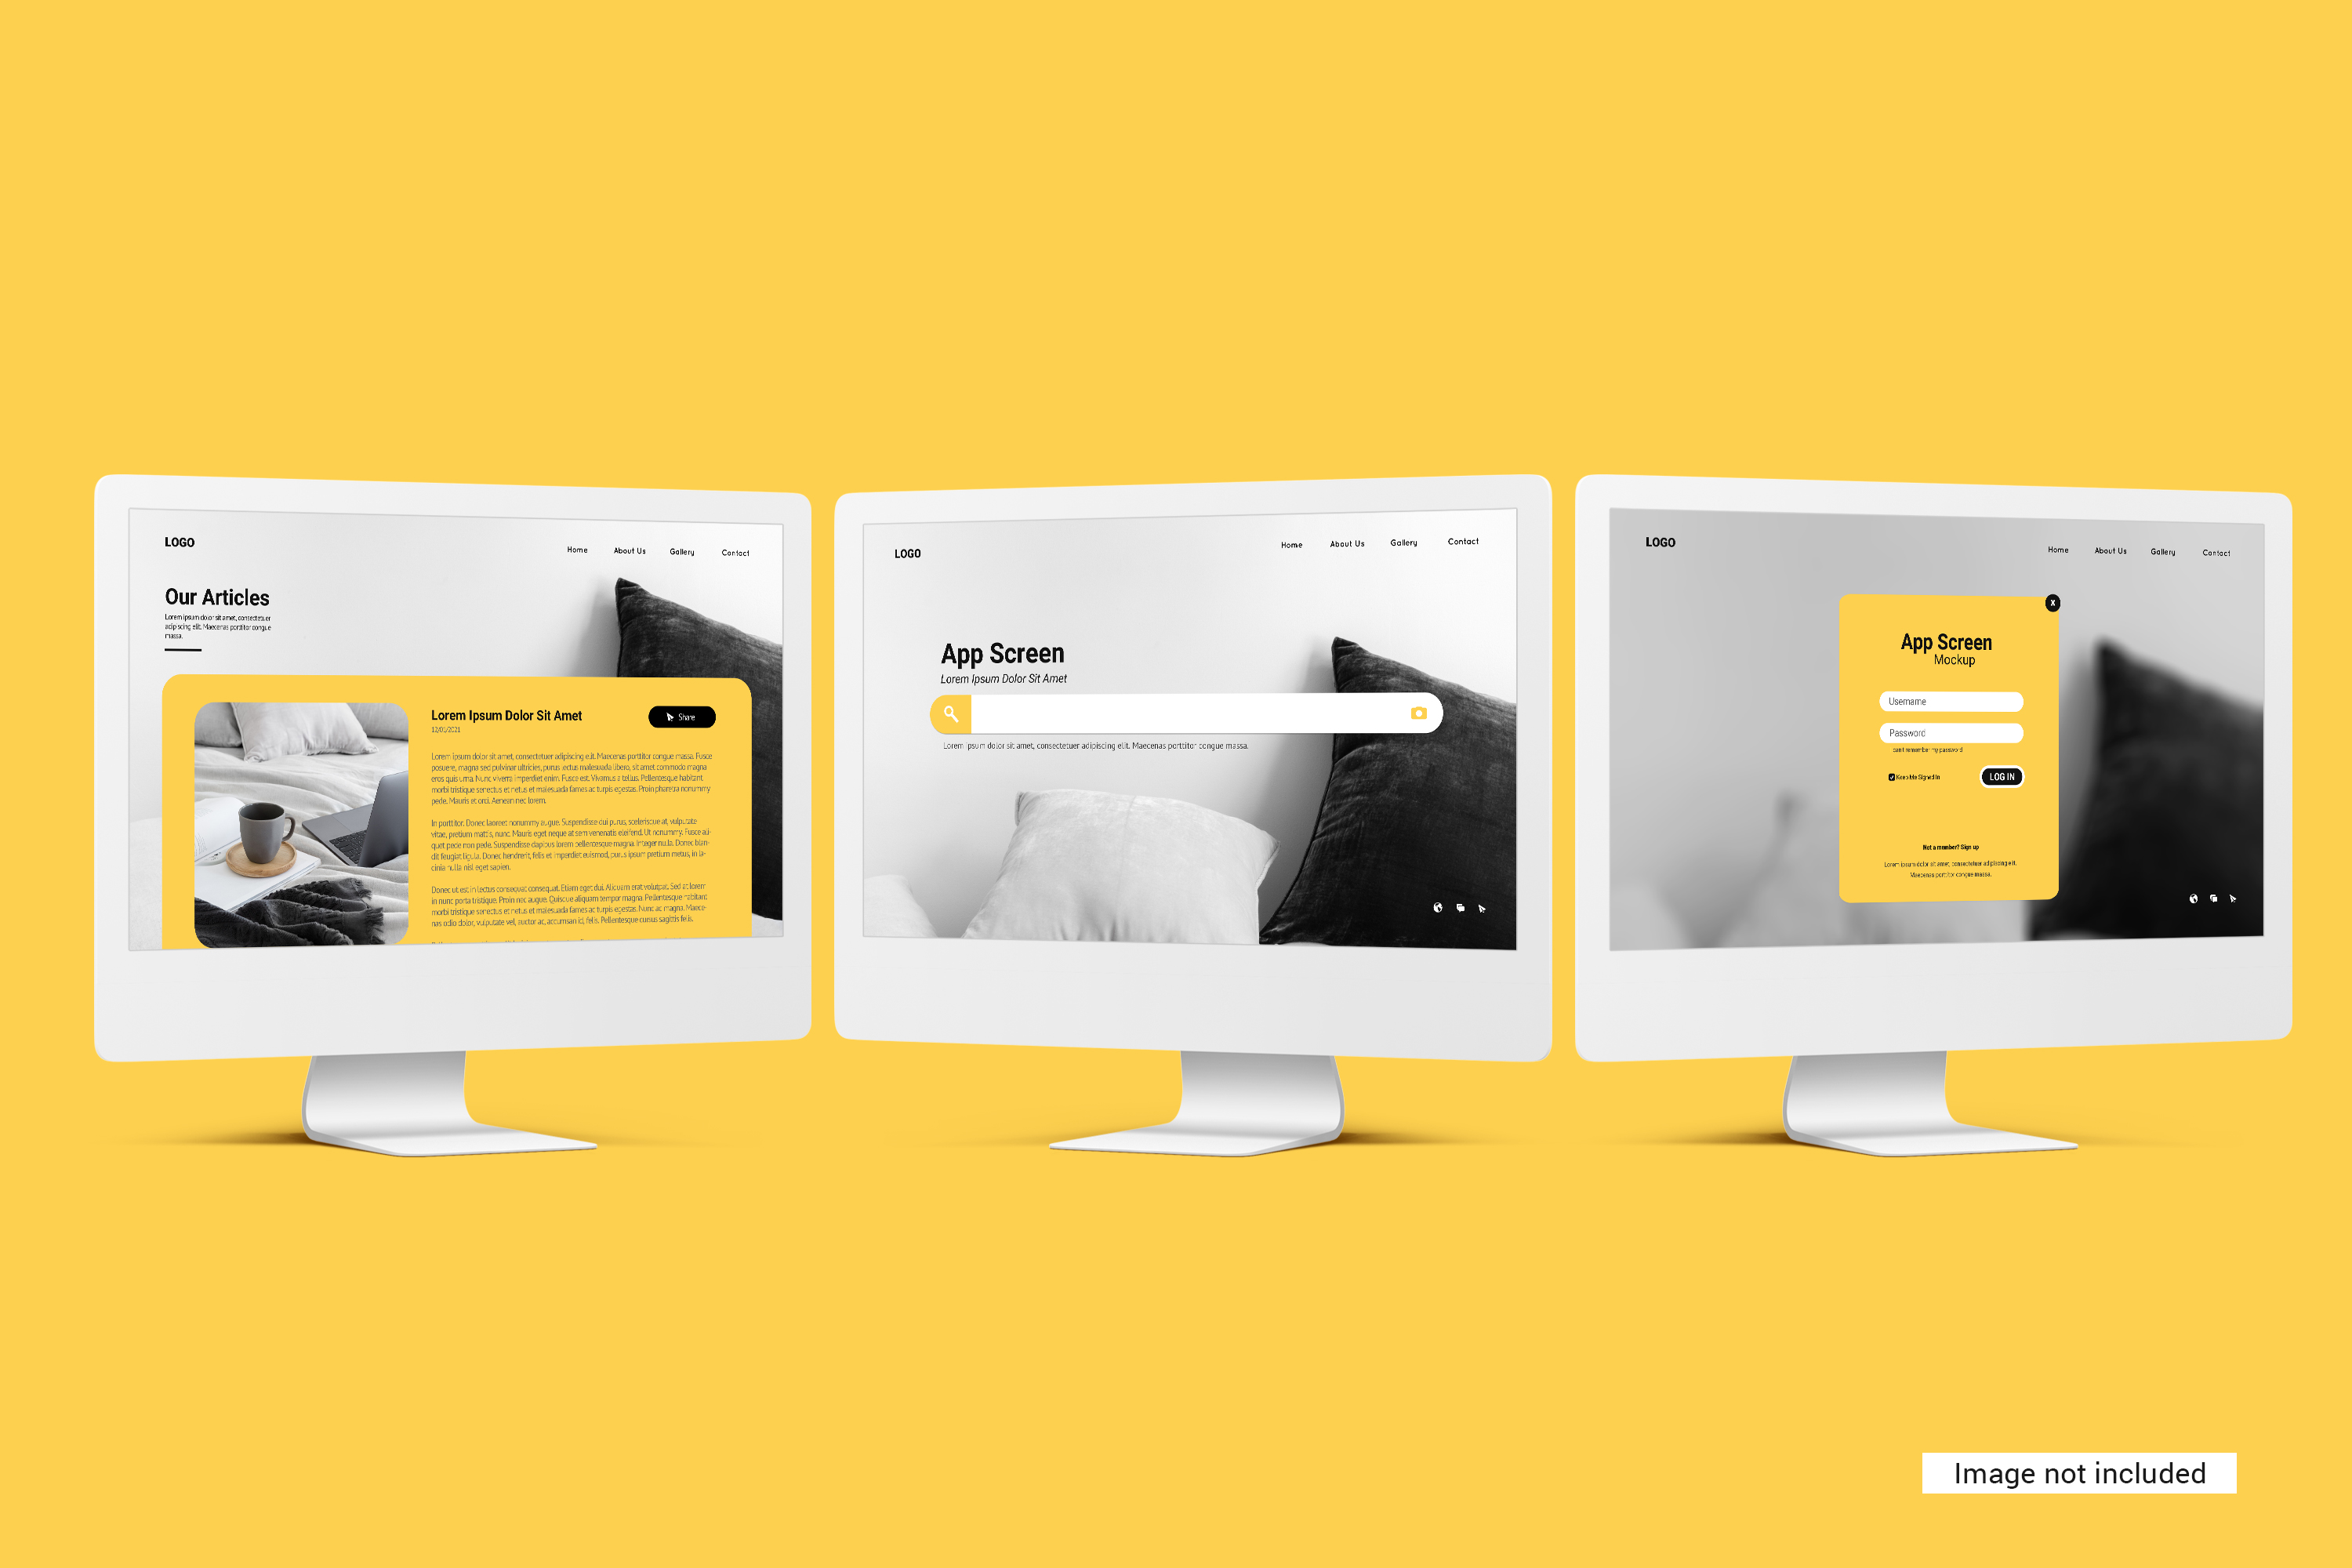 LOGO
Home
About Us
Gallery
Contact
Our Articles
Lorem ipsum dolor sit amet, consectetuer
adipiscing elit. Maecenas porttitor congue
massa.
Lorem Ipsum Dolor Sit Amet
12/01/2021
Share
Lorem ipsum dolor sit amet, consectetuer adipiscing elit. Maecenas porttitor congue massa. Fusce
posuere, magna sed pulvinar ultricies, purus lectus malesuada libero, sit amet commodo magna
eros quis urna. Nunc viverra imperdiet enim. Fusce est. Vivamus a tellus. Pellentesque habitant
morbi tristique senectus et netus et malesuada fames ac turpis egestas. Proin pharetra nonummy
pede. Mauris et orci. Aenean nec lorem.
In porttitor. Donec laoreet nonummy augue. Suspendisse dui purus, scelerisque at, vulputate
vitae, pretium mattis, nunc. Mauris eget neque at sem venenatis eleifend. Ut nonummy. Fusce ali-
quet pede non pede. Suspendisse dapibus lorem pellentesque magna. Integer nulla. Donec blan-
dit feugiat ligula. Donec hendrerit, felis et imperdiet euismod, purus ipsum pretium metus, in la-
cinia nulla nisl eget sapien.
Donec ut est in lectus consequat consequat. Etiam eget dui. Aliquam erat volutpat. Sed at lorem
in nunc porta tristique. Proin nec augue. Quisque aliquam tempor magna. Pellentesque habitant
morbi tristique senectus et netus et malesuada fames ac turpis egestas. Nunc ac magna. Maece-
nas odio dolor, vulputate vel, auctor ac, accumsan id, felis. Pellentesque cursus sagittis felis.
LOGO
Home
About Us
Gallery
Contact
App Screen
Lorem Ipsum Dolor Sit Amet
Lorem ipsum dolor sit amet, consectetuer adipiscing elit. Maecenas porttitor congue massa.
LOGO
Home
About Us
Gallery
Contact
X
App Screen
Mockup
Username
Password
I can't remember my password
Keep Me Signed In
LOG IN
Not a member? Sign up
Lorem ipsum dolor sit amet, consectetuer adipiscing elit.
Maecenas porttitor congue massa.
Image not included